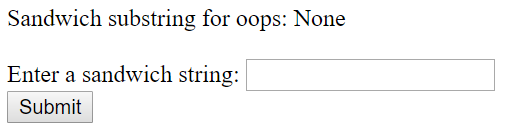 Sandwich substring for oops: None
Enter a sandwich string:
Submit